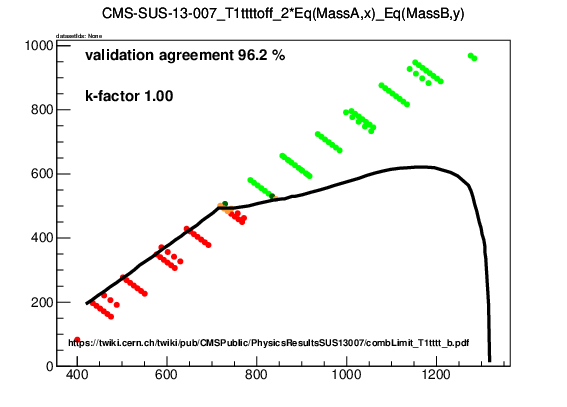 CMS-SUS-13-007_T1ttttoff_2*Eq(MassA,x)_Eq(MassB,y)
datasetIds: None
1000
validation agreement 96.2 %
k-factor 1.00
800
600
400
200
https://twiki.cern.ch/twiki/pub/CMSPublic/PhysicsResultsSUS13007/combLimit_T1tttt_b.pdf
0
400 600 800 1000 1200